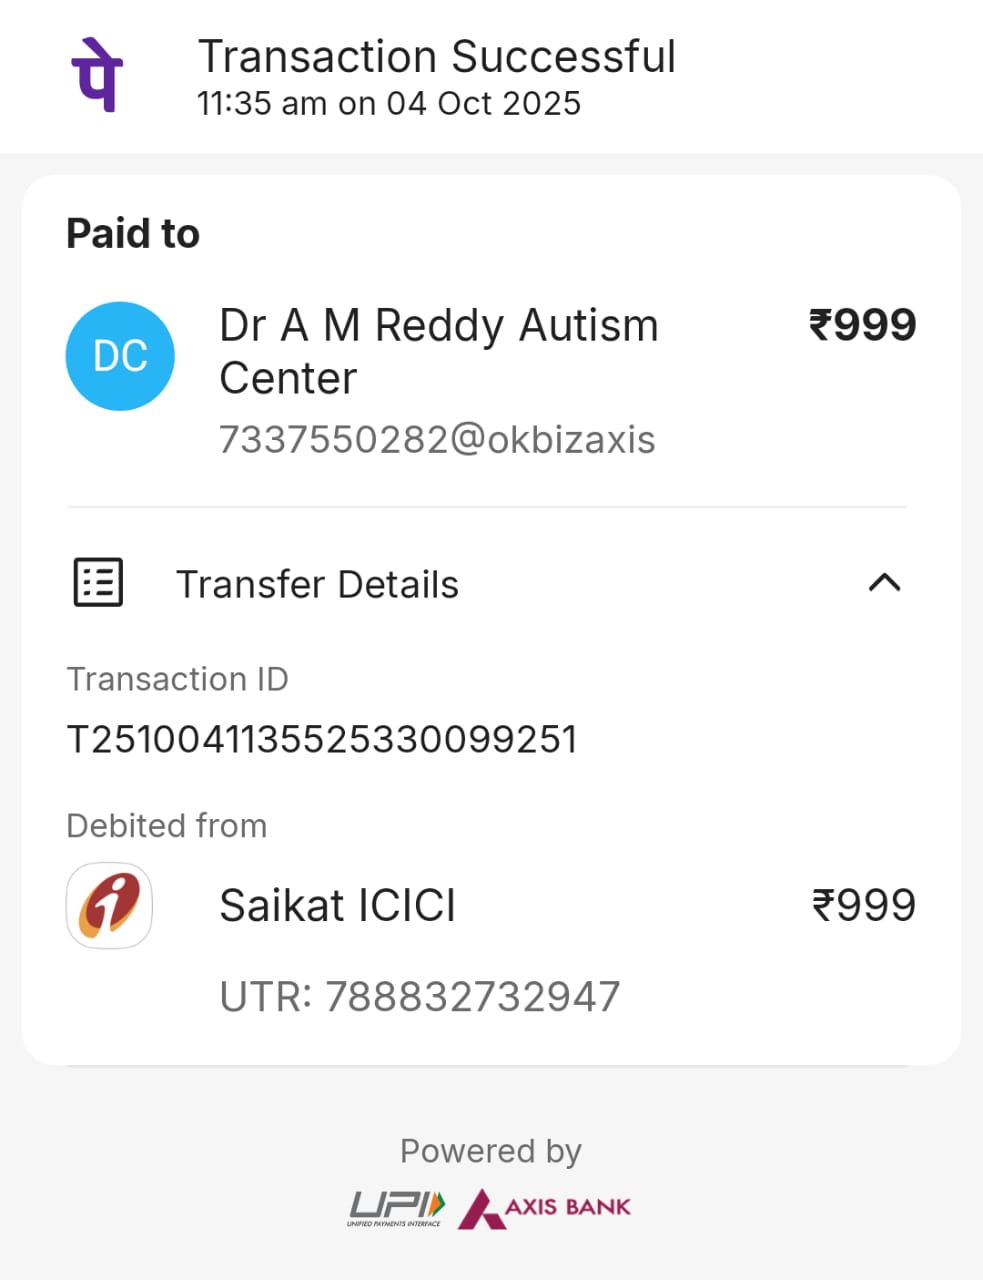 पे
Transaction Successful
11:35 am on 04 Oct 2025
Paid to
DC
Dr A M Reddy Autism
Center
₹999
7337550282@okbizaxis
Transfer Details
Transaction ID
T2510041135525330099251
Debited from
Saikat ICICI
₹999
UTR: 788832732947
Powered by
UPI
UNIFIED PAYMENTS INTERFACE
AXIS BANK